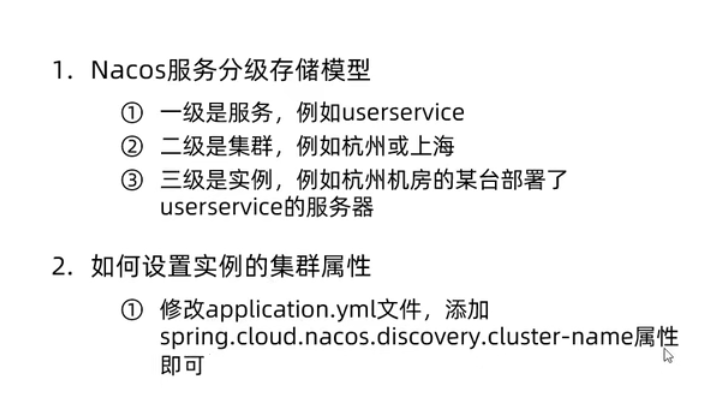 1. Nacos服务分级存储模型
① 一级是服务，例如userservice
② 二级是集群，例如杭州或上海
③ 三级是实例，例如杭州机房的某台部署了
userservice的服务器
2. 如何设置实例的集群属性
① 修改application.yml文件，添加
spring.cloud.nacos.discovery.cluster-name属性
即可